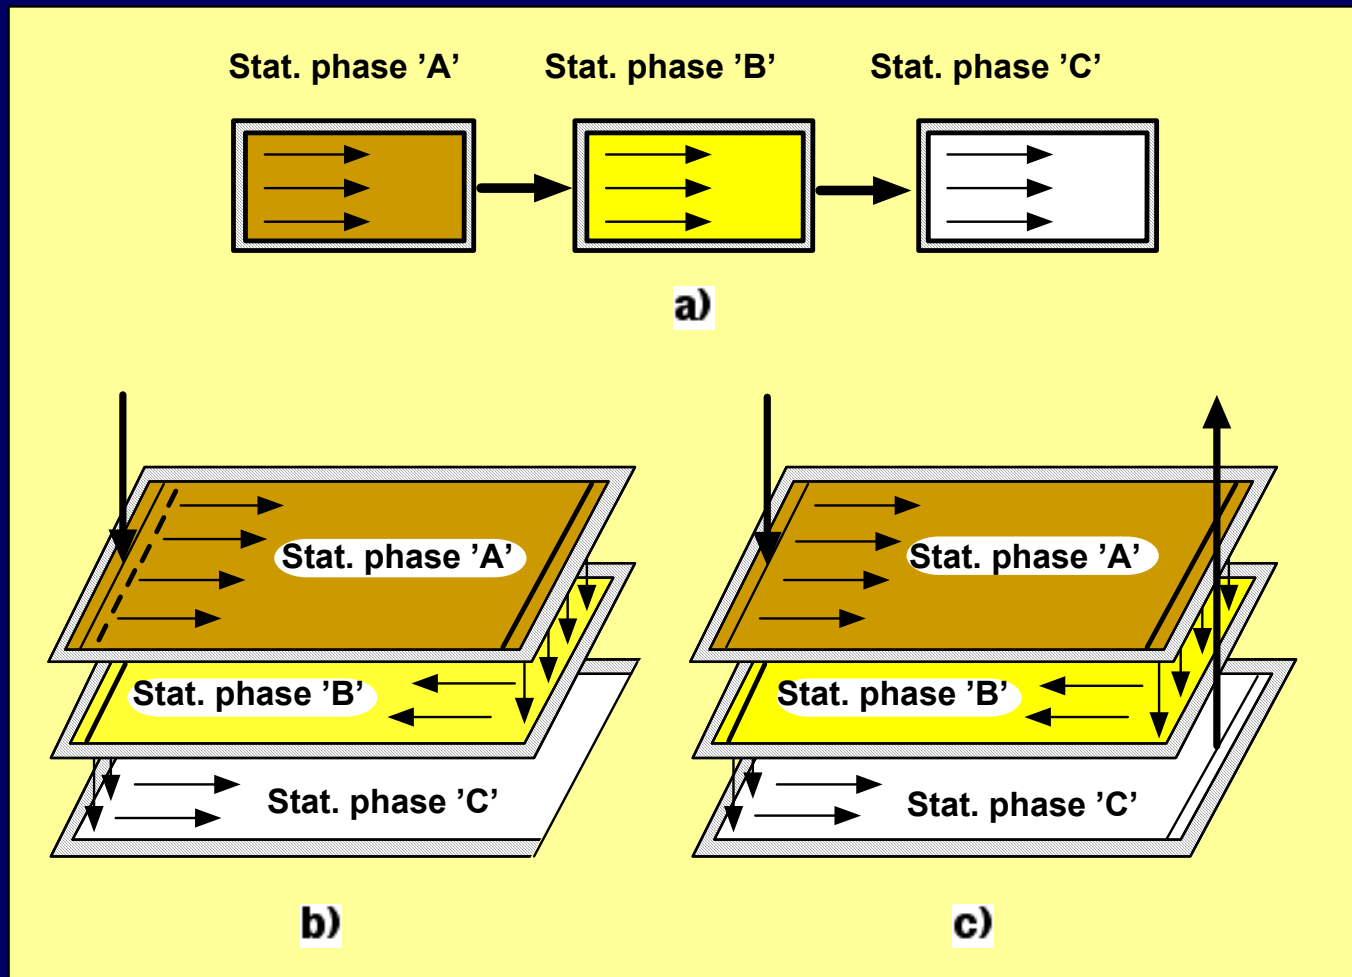 Stat. phase ’A’ Stat. phase ’B’ Stat. phase ’C’
a)
Stat. phase ’A’ Stat. phase ’A’
Stat. phase ’B’ Stat. phase ’B’
Stat. phase ’C’ Stat. phase ’C’
b) c)